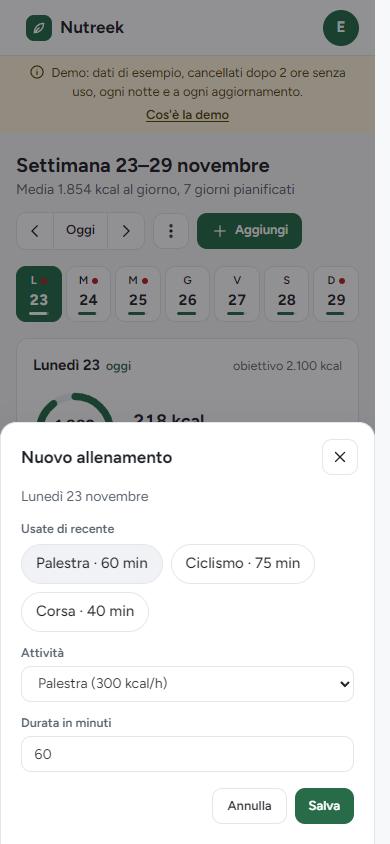 Nutreek
E
Demo: dati di esempio, cancellati dopo 2 ore senza
uso, ogni notte e a ogni aggiornamento.
Cos'è la demo
Settimana 23–29 novembre
Media 1.854 kcal al giorno, 7 giorni pianificati
Oggi
Aggiungi
L M M G V S D
23 24 25 26 27 28 29
Lunedì 23 oggi
obiettivo 2.100 kcal
218 kcal
Nuovo allenamento
Lunedì 23 novembre
Usate di recente
Palestra · 60 min
Ciclismo · 75 min
Corsa · 40 min
Attività
Palestra (300 kcal/h)
Durata in minuti
60
Annulla
Salva